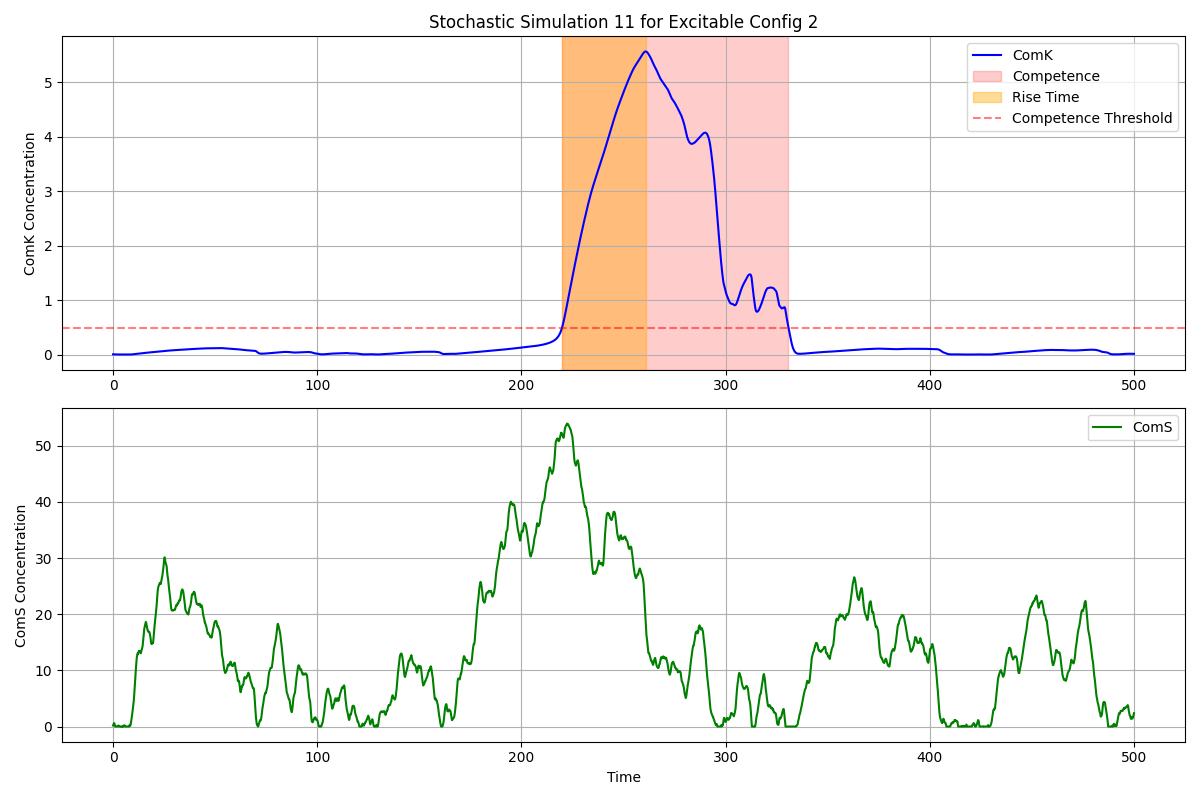 Stochastic Simulation 11 for Excitable Config 2
ComK Concentration
5
4
3
2
1
0
ComK
Competence
Rise Time
Competence Threshold
0 100 200 300 400 500
ComS Concentration
50
40
30
20
10
0
ComS
0 100 200 300 400 500
Time